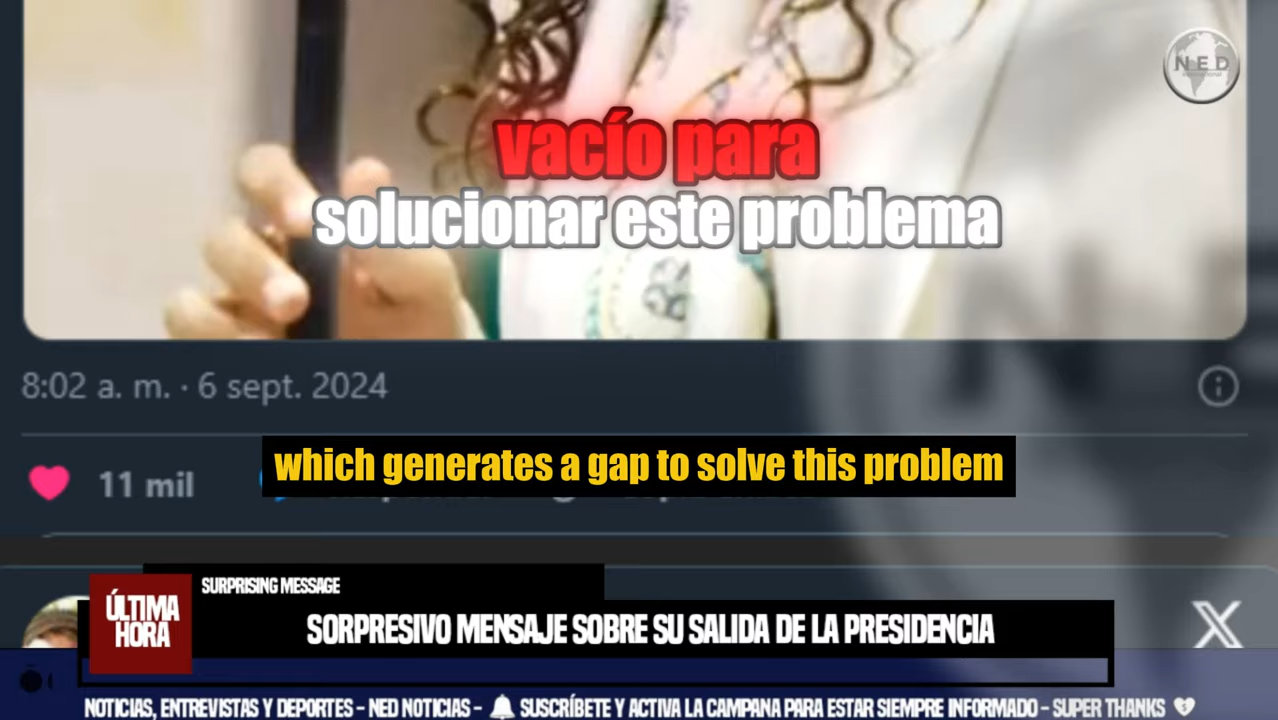 NED
vacío para
solucionar este problema
8:02 a. m. · 6 sept. 2024
which generates a gap to solve this problem
11 mil
ÚLTIMA
HORA
SURPRISING MESSAGE
SORPRESIVO MENSAJE SOBRE SU SALIDA DE LA PRESIDENCIA
NOTICIAS, ENTREVISTAS Y DEPORTES - NED NOTICIAS - 🔔 SUSCRÍBETE Y ACTIVA LA CAMPANA PARA ESTAR SIEMPRE INFORMADO - SUPER THANKS